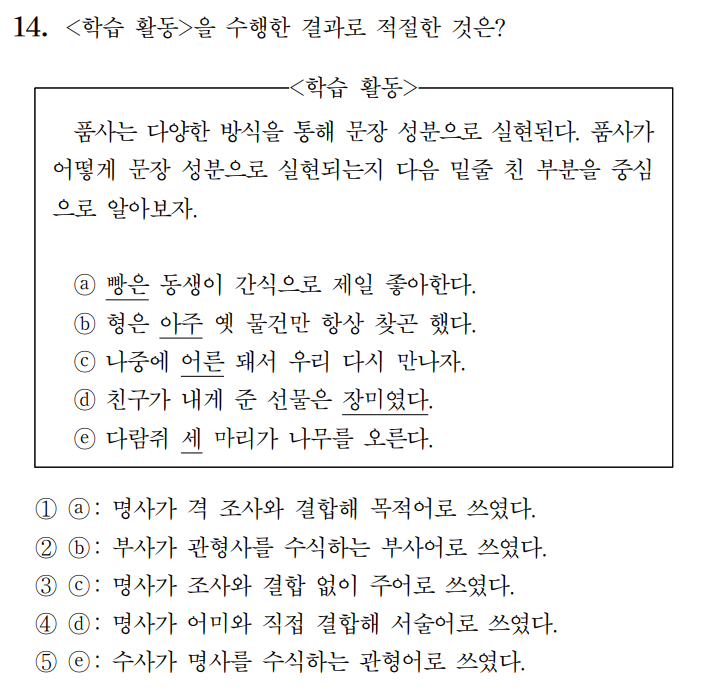 14. <학습 활동>을 수행한 결과로 적절한 것은?
<학습 활동>
품사는 다양한 방식을 통해 문장 성분으로 실현된다. 품사가
어떻게 문장 성분으로 실현되는지 다음 밑줄 친 부분을 중심
으로 알아보자.
ⓐ 빵은 동생이 간식으로 제일 좋아한다.
ⓑ 형은 아주 옛 물건만 항상 찾곤 했다.
ⓒ 나중에 어른 돼서 우리 다시 만나자.
ⓓ 친구가 내게 준 선물은 장미였다.
ⓔ 다람쥐 세 마리가 나무를 오른다.
① ⓐ: 명사가 격 조사와 결합해 목적어로 쓰였다.
② ⓑ: 부사가 관형사를 수식하는 부사어로 쓰였다.
③ ⓒ: 명사가 조사와 결합 없이 주어로 쓰였다.
④ ⓓ: 명사가 어미와 직접 결합해 서술어로 쓰였다.
⑤ ⓔ: 수사가 명사를 수식하는 관형어로 쓰였다.